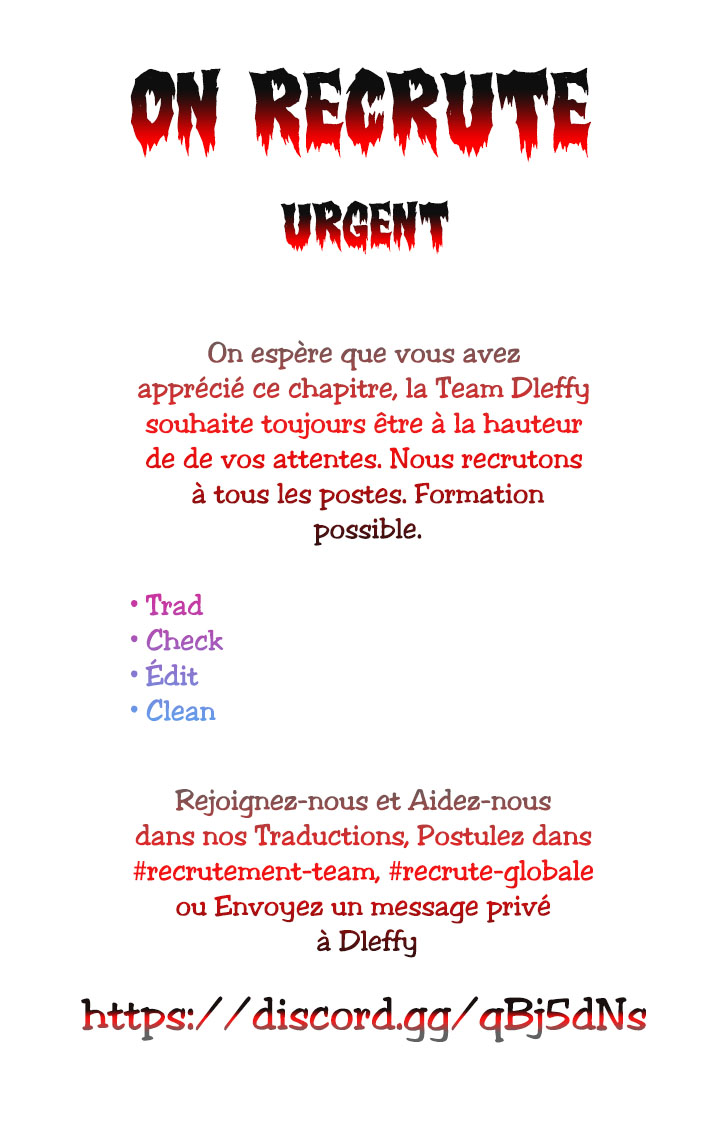 ON RECRUTE
URGENT
On espère que vous avez
apprécié ce chapitre, la Team Dleffy
souhaite toujours être à la hauteur
de de vos attentes. Nous recrutons
à tous les postes. Formation
possible.
• Trad
• Check
• Édit
• Clean
Rejoignez-nous et Aidez-nous
dans nos Traductions, Postulez dans
#recrutement-team, #recrute-globale
ou Envoyez un message privé
à Dleffy
https://discord.gg/qBj5dNs